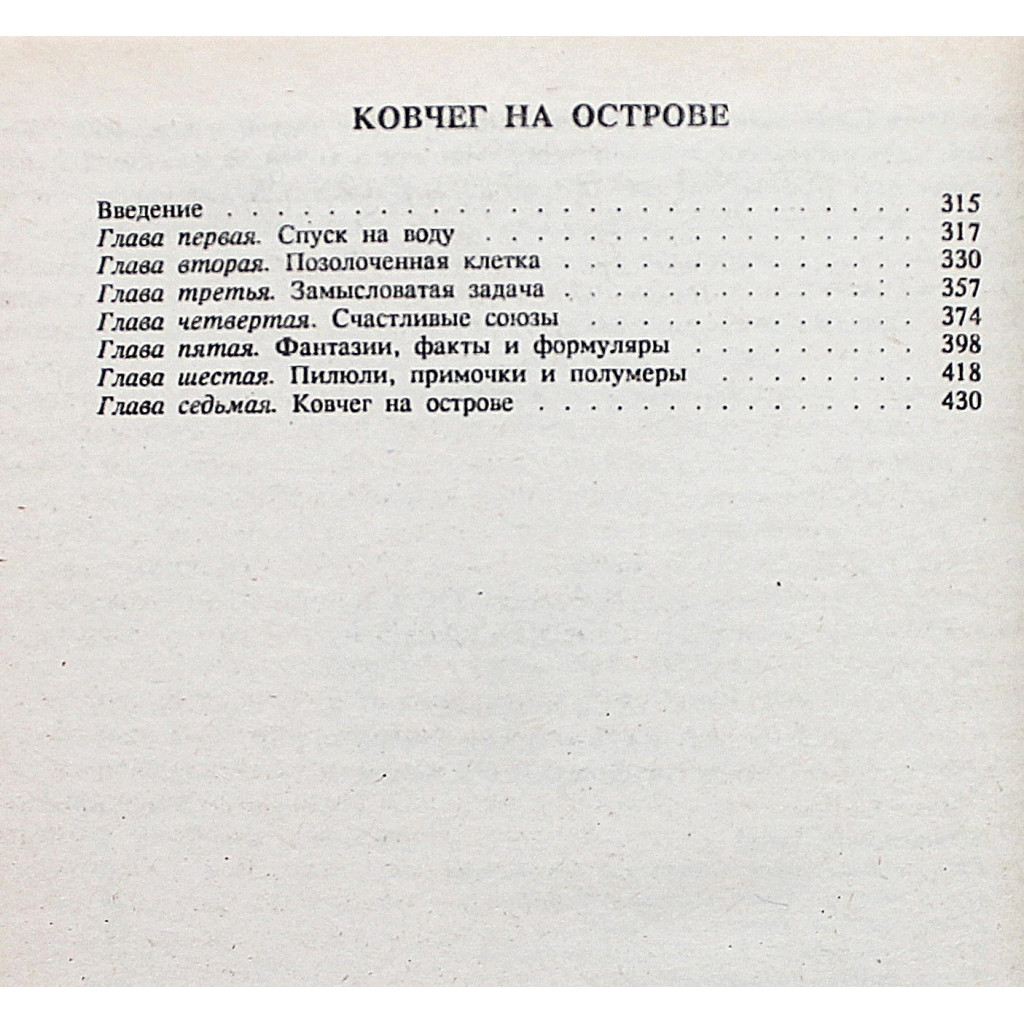 КОВЧЕГ НА ОСТРОВЕ
Введение . . . . . . . . . . . . . . . . . . . . . . . . . . . 315
Глава первая. Спуск на воду . . . . . . . . . . . . . . . . . 317
Глава вторая. Позолоченная клетка . . . . . . . . . . . . . . 330
Глава третья. Замысловатая задача . . . . . . . . . . . . . . 357
Глава четвертая. Счастливые союзы . . . . . . . . . . . . . 374
Глава пятая. Фантазии, факты и формуляры . . . . . . . . . 398
Глава шестая. Пилюли, примочки и полумеры . . . . . . . . 418
Глава седьмая. Ковчег на острове . . . . . . . . . . . . . . . 430